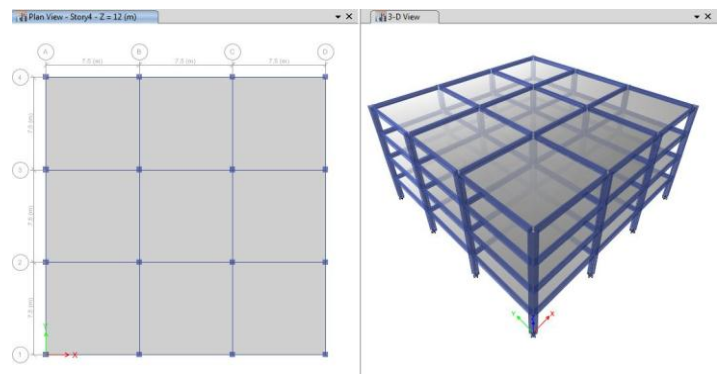 Plan View - Story4 - Z = 12 (m)
3-D View
A B C D
7.5 (m) 7.5 (m) 7.5 (m)
4
7.5 (m)
3
7.5 (m)
2
7.5 (m)
1
Y
X
Y X